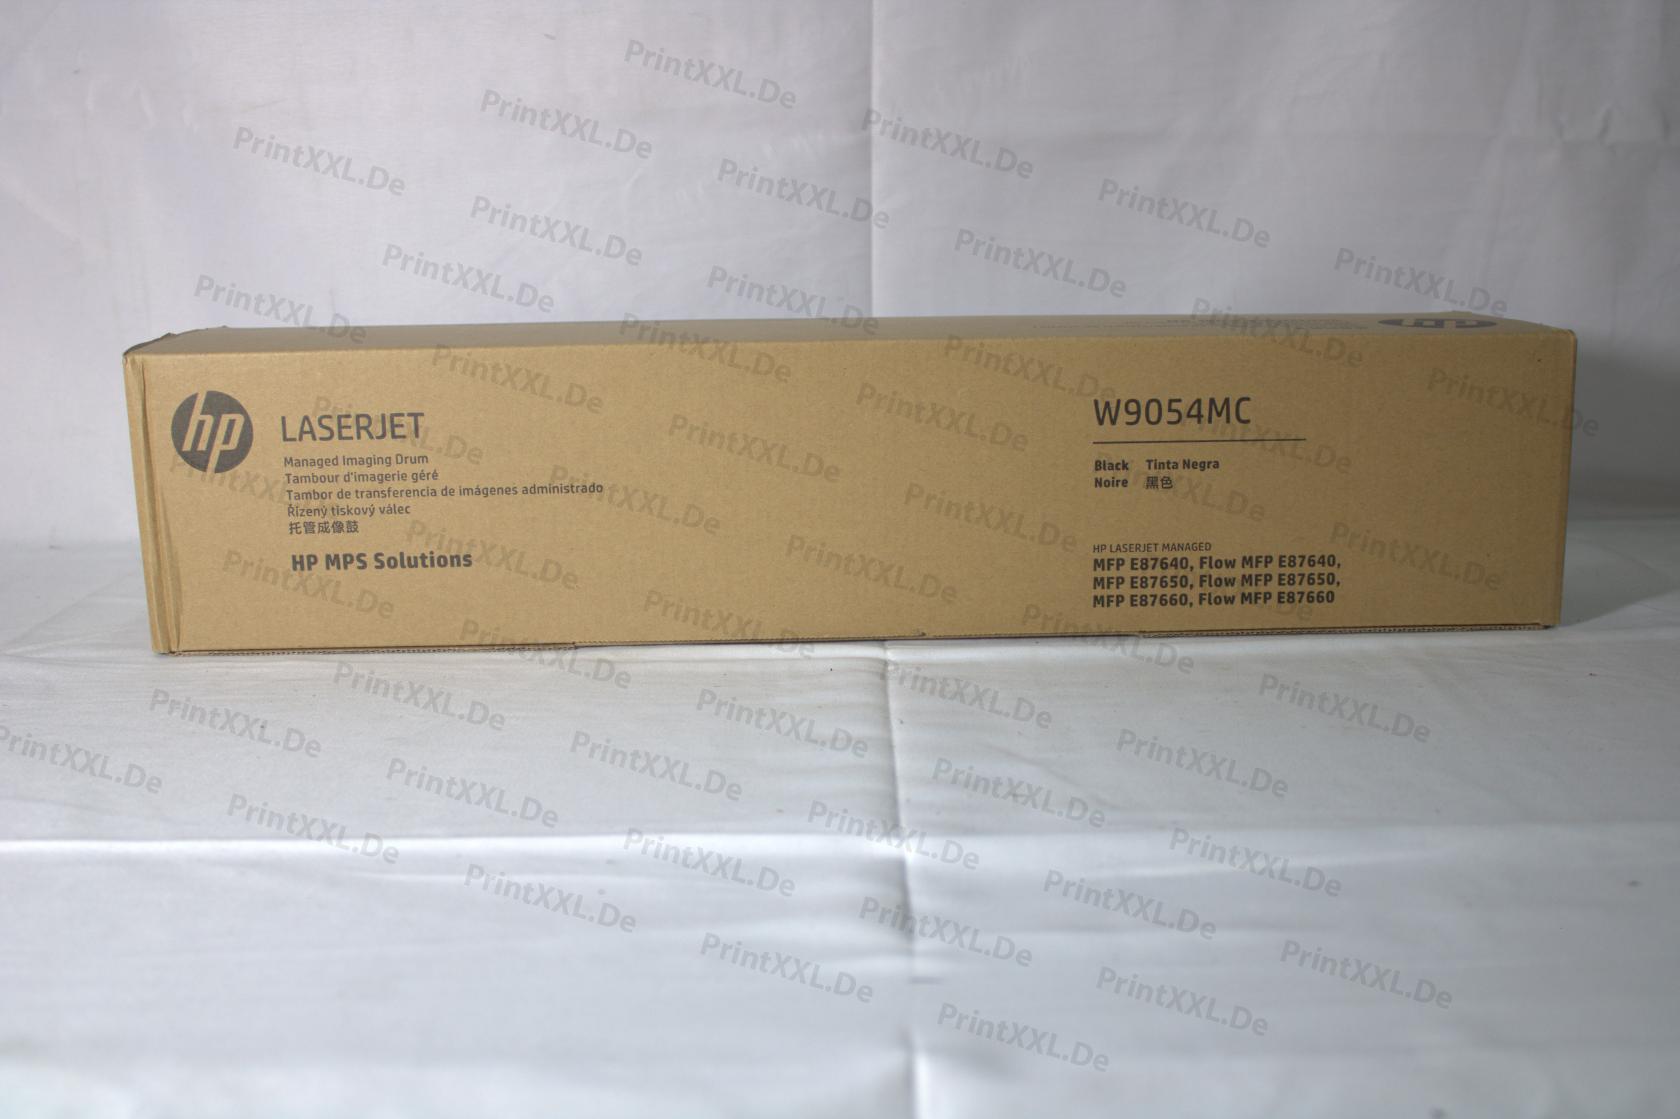 hp
LASERJET
Managed Imaging Drum
Tambour d'imagerie géré
Tambor de transferencia de imágenes administrado
Řízený tiskový válec
托管成像鼓
HP MPS Solutions
W9054MC
Black Tinta Negra
Noire 黑色
HP LASERJET MANAGED
MFP E87640, Flow MFP E87640,
MFP E87650, Flow MFP E87650,
MFP E87660, Flow MFP E87660
PrintXXL.De